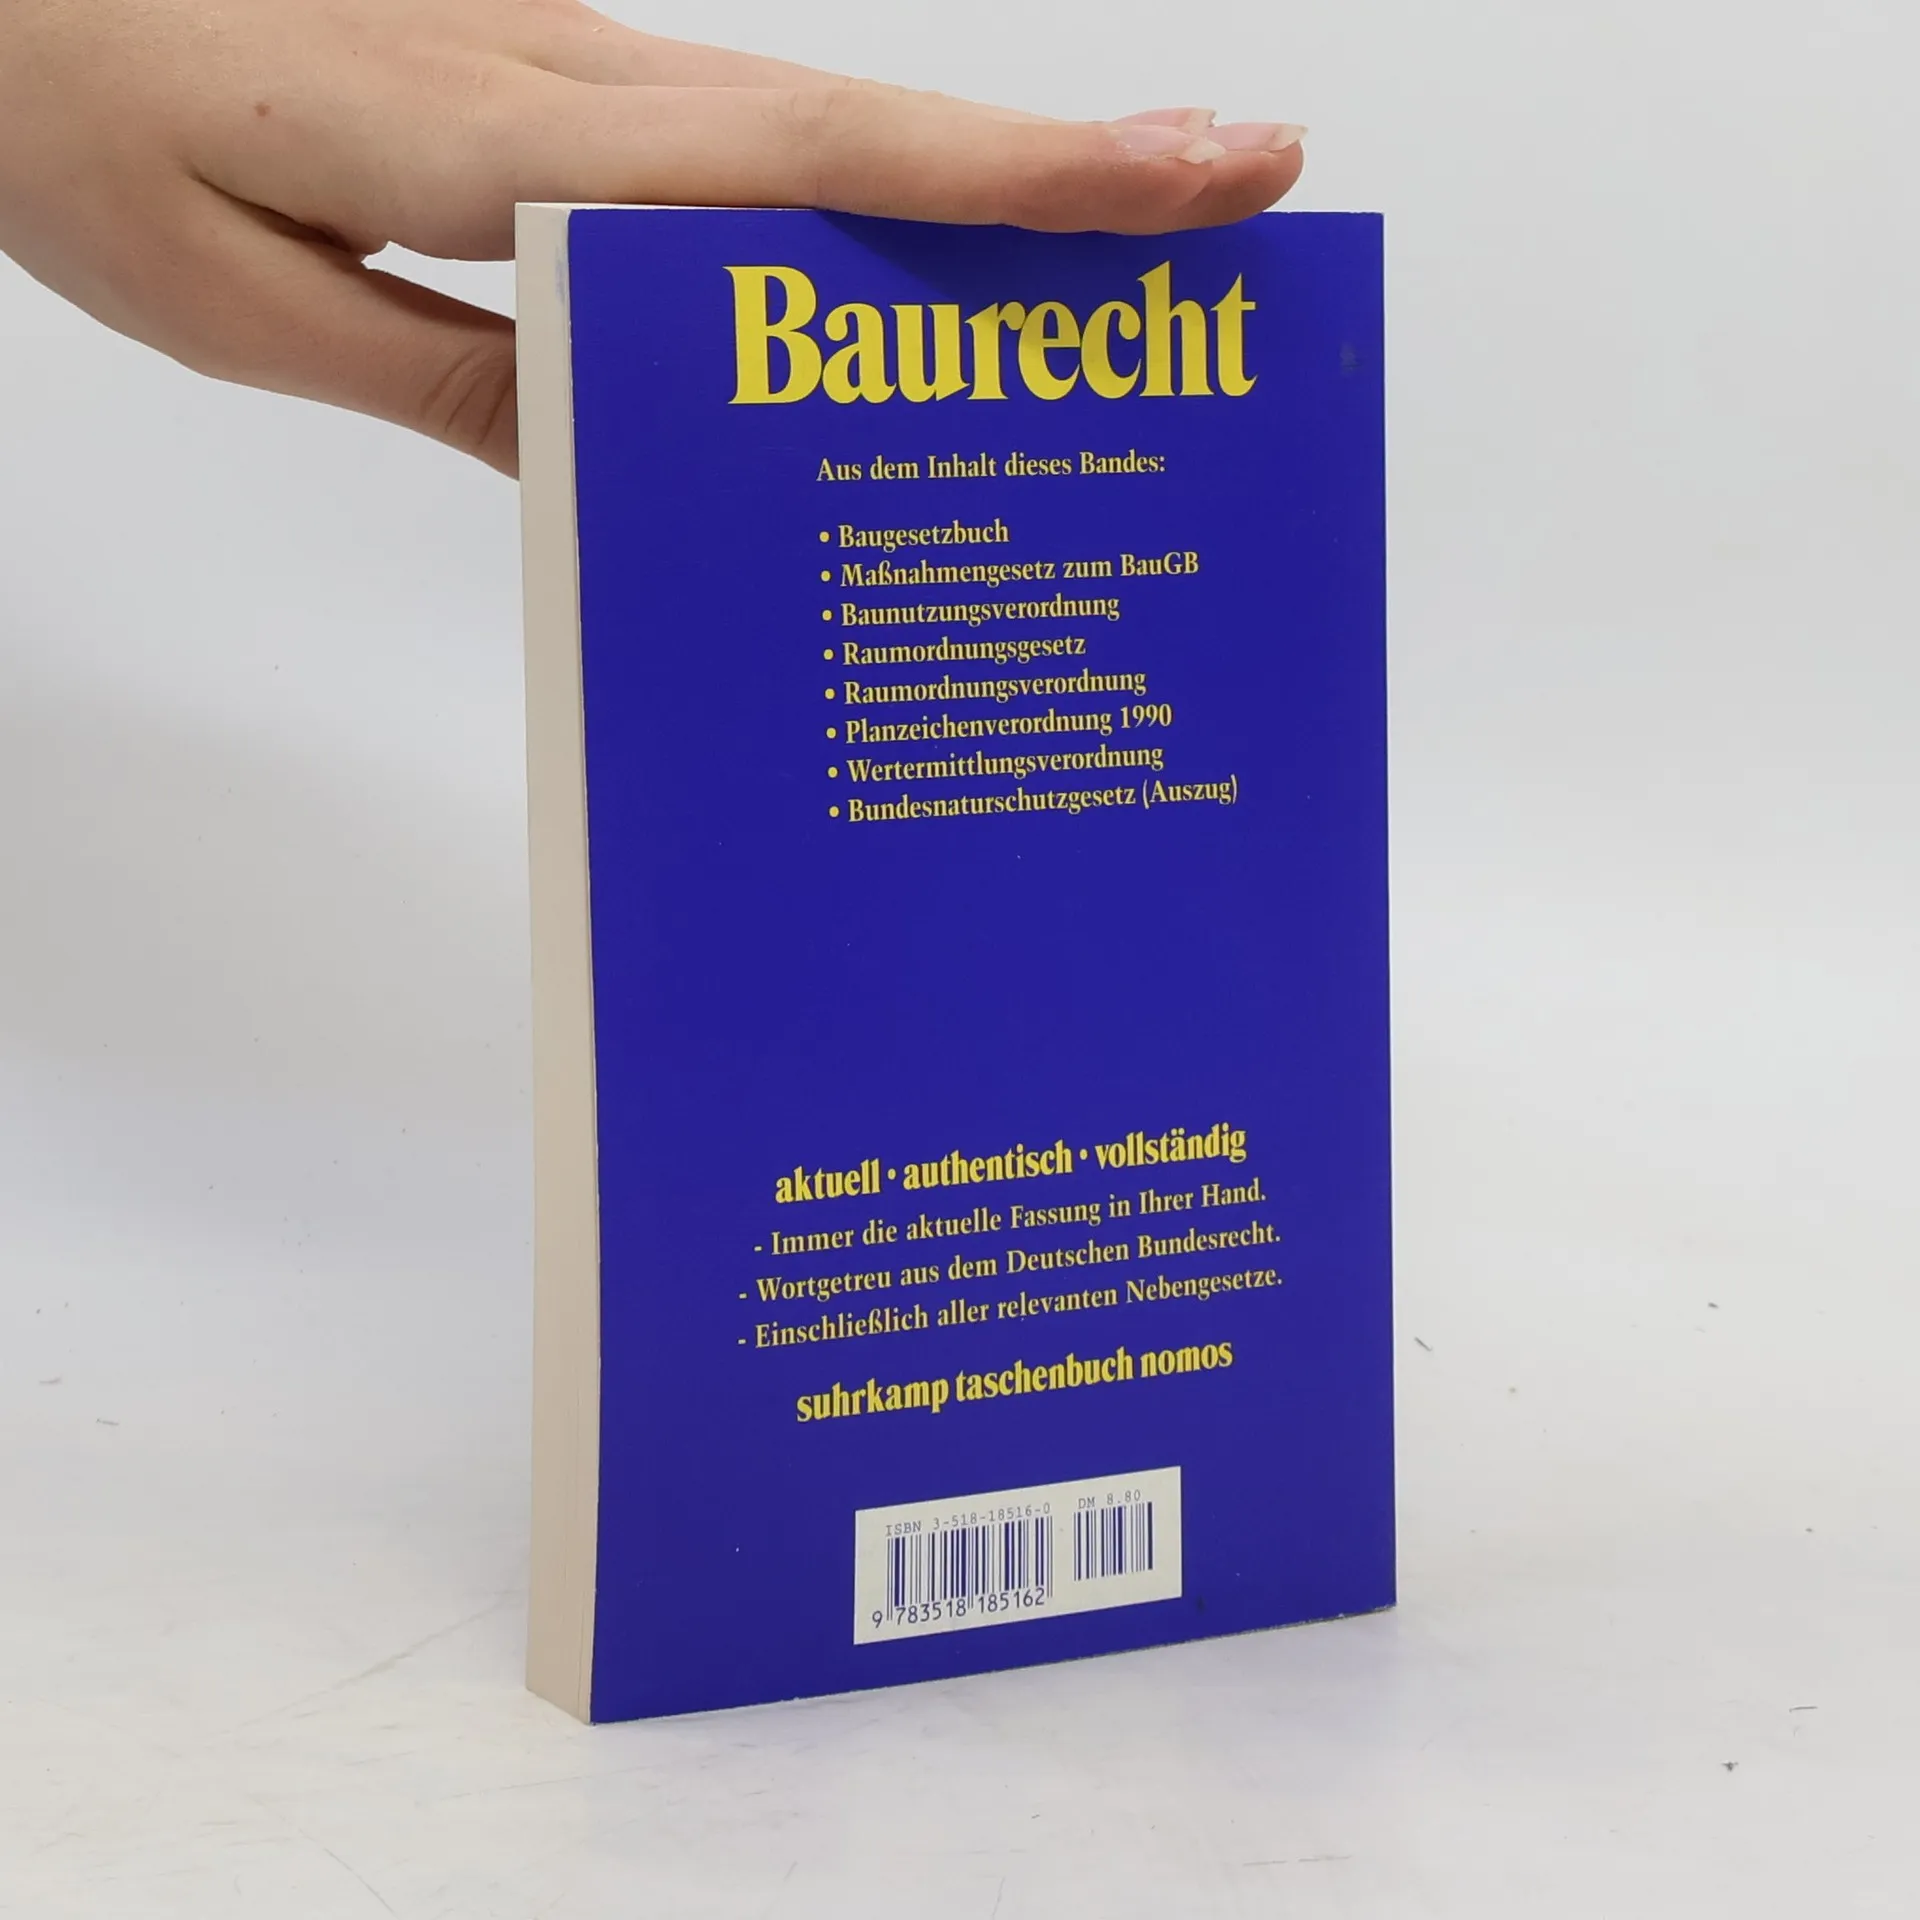 Baurecht
Aus dem Inhalt dieses Bandes:
• Baugesetzbuch
• Maßnahmengesetz zum BauGB
• Baunutzungsverordnung
• Raumordnungsgesetz
• Raumordnungsverordnung
• Planzeichenverordnung 1990
• Wertermittlungsverordnung
• Bundesnaturschutzgesetz (Auszug)
aktuell · authentisch · vollständig
- Immer die aktuelle Fassung in Ihrer Hand.
- Wortgetreu aus dem Deutschen Bundesrecht.
- Einschließlich aller relevanten Nebengesetze.
suhrkamp taschenbuch nomos
ISBN 3-518-18516-0 DM 8.80
9 783518 185162